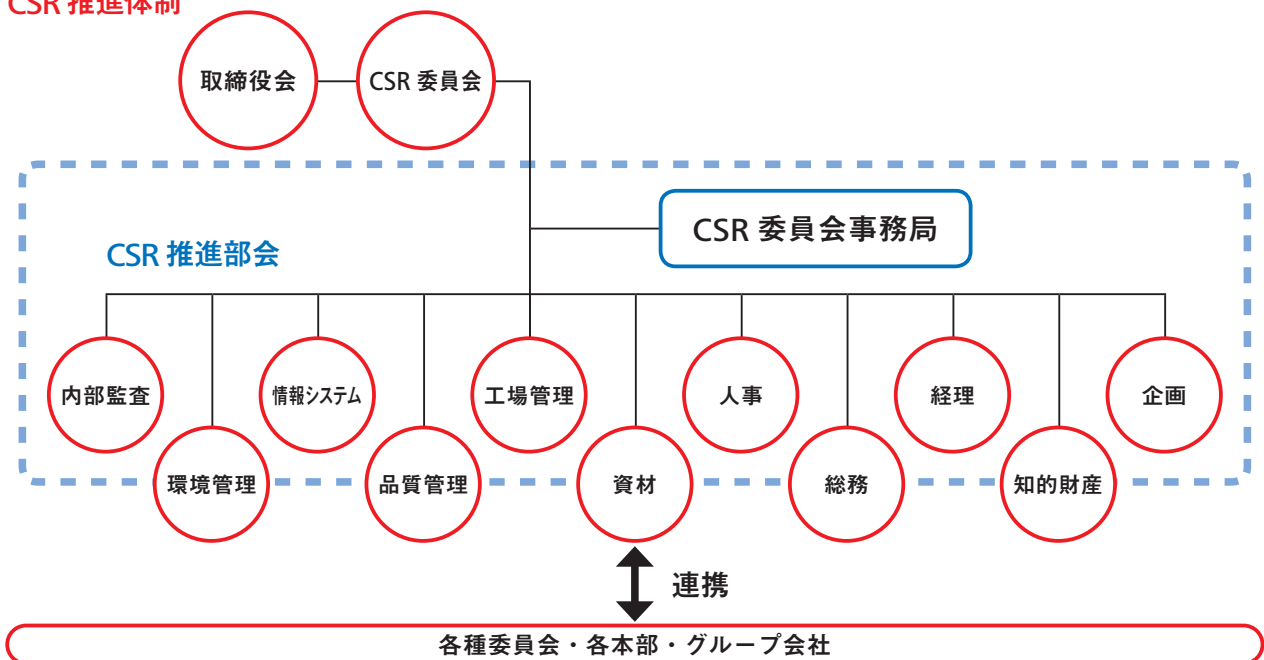 CSR 推進体制
取締役会
CSR 委員会
CSR 委員会事務局
CSR 推進部会
内部監査
情報システム
工場管理
人事
経理
企画
環境管理
品質管理
資材
総務
知的財産
連携
各種委員会・各本部・グループ会社